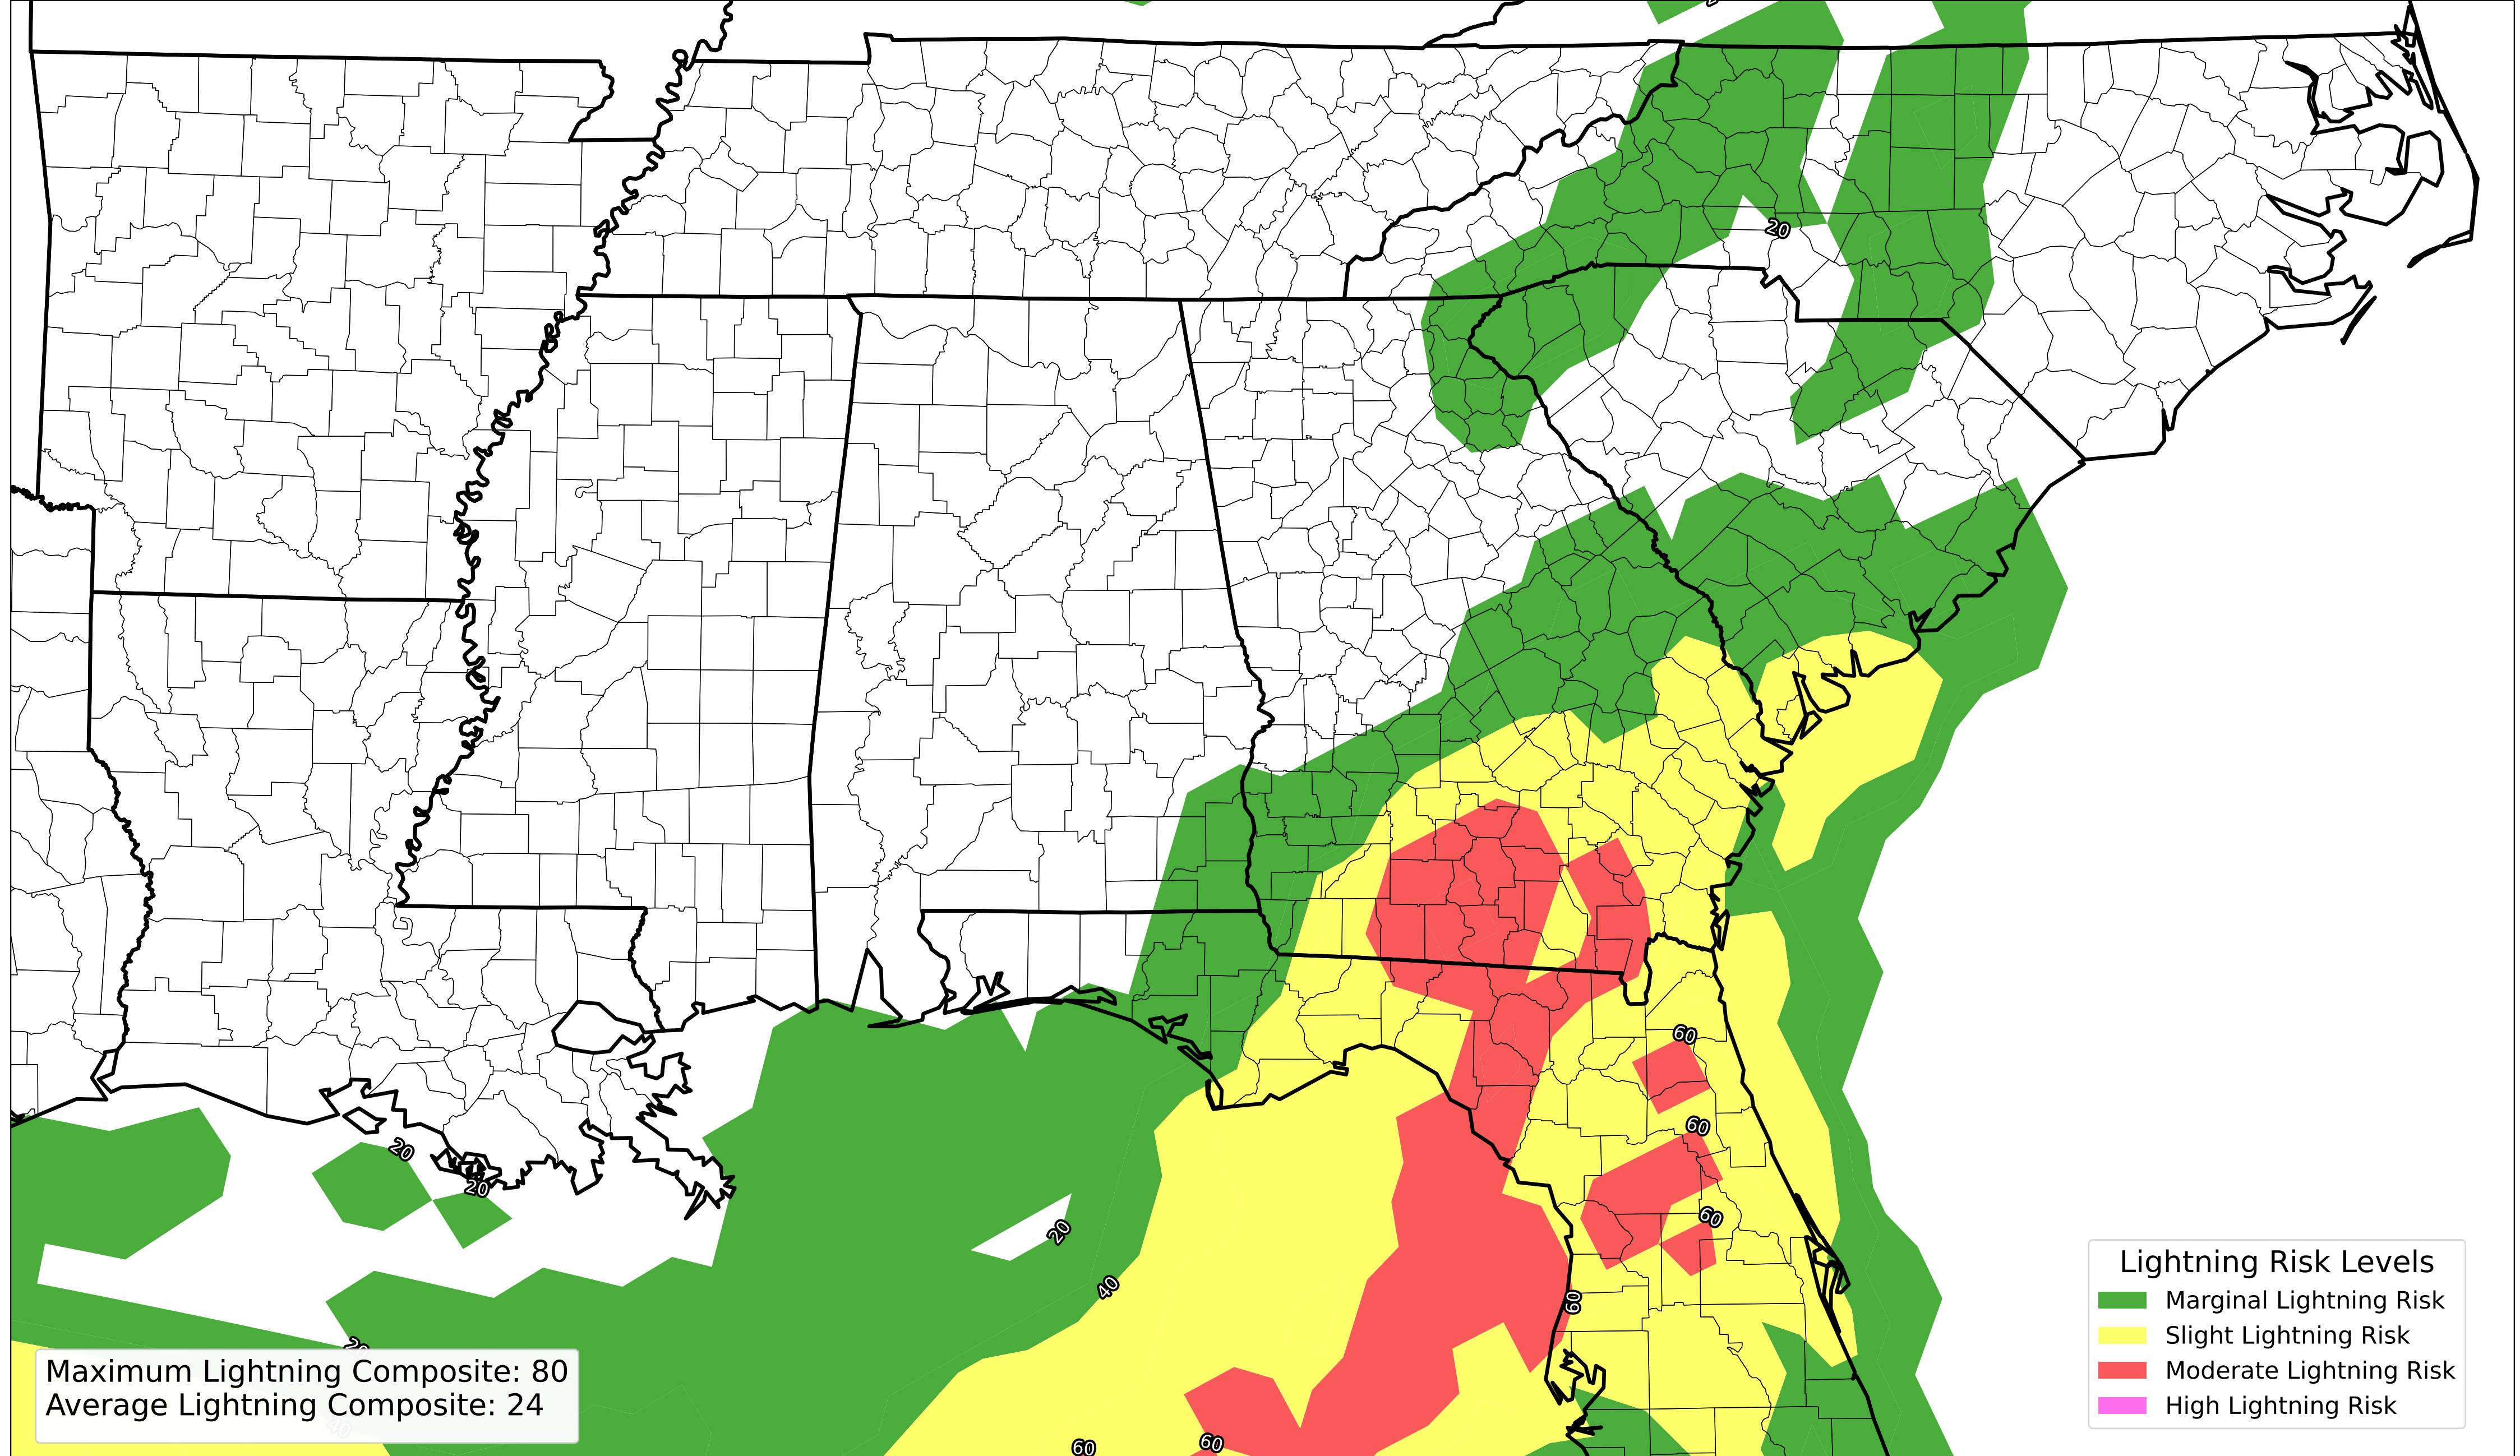 20
20
20
20
20
40
40
60
60
60
60
60
60
Lightning Risk Levels
Marginal Lightning Risk
Slight Lightning Risk
Moderate Lightning Risk
High Lightning Risk
Maximum Lightning Composite: 80
Average Lightning Composite: 24